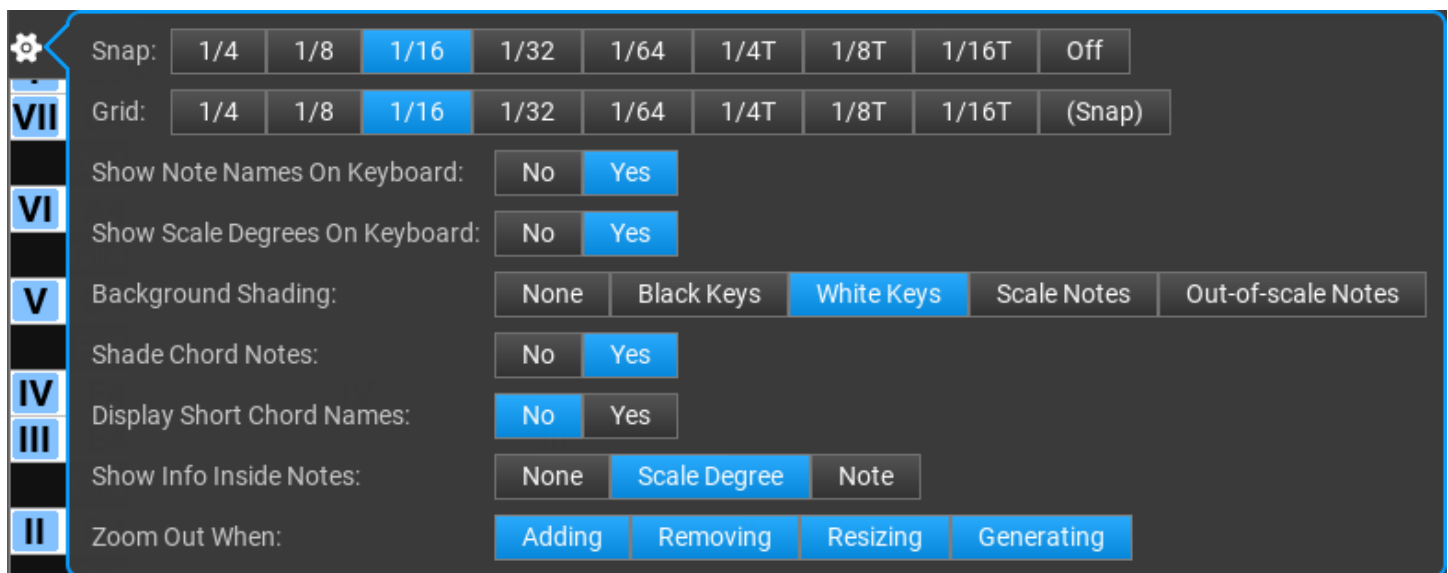 Snap: 1/4 1/8 1/16 1/32 1/64 1/4T 1/8T 1/16T Off
VII Grid: 1/4 1/8 1/16 1/32 1/64 1/4T 1/8T 1/16T (Snap)
Show Note Names On Keyboard: No Yes
VI
Show Scale Degrees On Keyboard: No Yes
V Background Shading: None Black Keys White Keys Scale Notes Out-of-scale Notes
Shade Chord Notes: No Yes
IV
Display Short Chord Names: No Yes
III
Show Info Inside Notes: None Scale Degree Note
II Zoom Out When: Adding Removing Resizing Generating